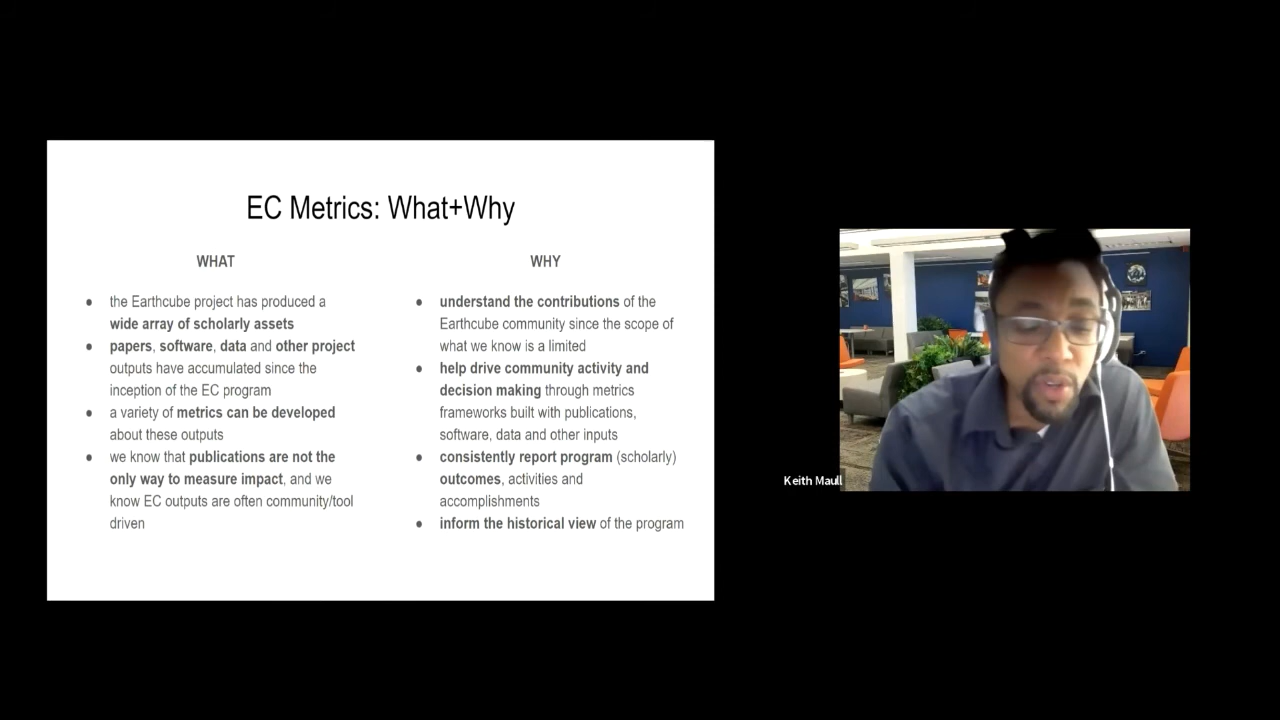 EC Metrics: What+Why
WHAT
the Earthcube project has produced a
wide array of scholarly assets
papers, software, data and other project
outputs have accumulated since the
inception of the EC program
a variety of metrics can be developed
about these outputs
we know that publications are not the
only way to measure impact, and we
know EC outputs are often community/tool
driven
WHY
understand the contributions of the
Earthcube community since the scope of
what we know is a limited
help drive community activity and
decision making through metrics
frameworks built with publications,
software, data and other inputs
consistently report program (scholarly)
outcomes, activities and
accomplishments
inform the historical view of the program
Keith Maull